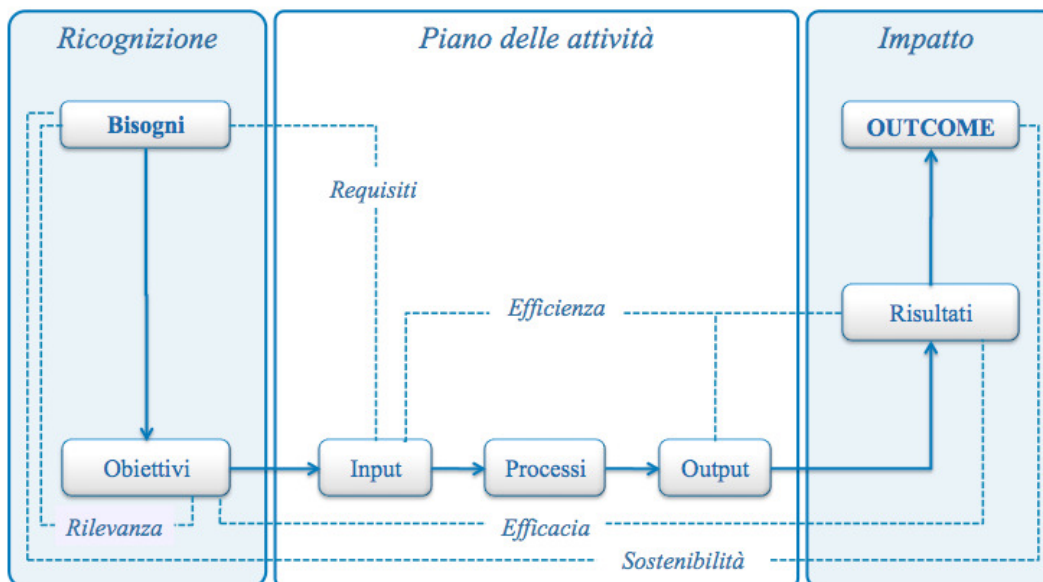 Ricognizione
Piano delle attività
Impatto
Bisogni
OUTCOME
Requisiti
Efficienza
Risultati
Obiettivi
Input
Processi
Output
Rilevanza
Efficacia
Sostenibilità